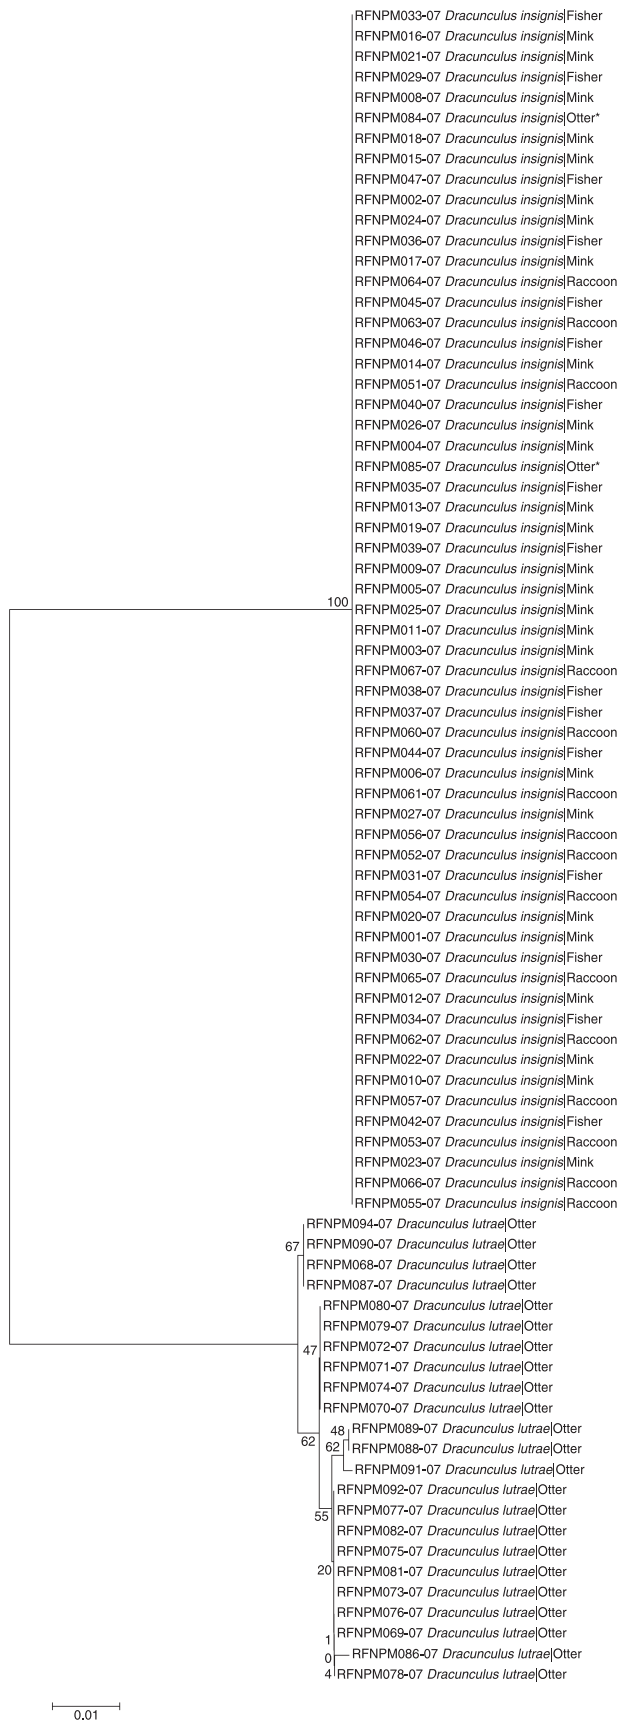 RFNPM033-07 Dracunculus insignis|Fisher
RFNPM016-07 Dracunculus insignis|Mink
RFNPM021-07 Dracunculus insignis|Mink
RFNPM029-07 Dracunculus insignis|Fisher
RFNPM008-07 Dracunculus insignis|Mink
RFNPM084-07 Dracunculus insignis|Otter*
RFNPM018-07 Dracunculus insignis|Mink
RFNPM015-07 Dracunculus insignis|Mink
RFNPM047-07 Dracunculus insignis|Fisher
RFNPM002-07 Dracunculus insignis|Mink
RFNPM024-07 Dracunculus insignis|Mink
RFNPM036-07 Dracunculus insignis|Fisher
RFNPM017-07 Dracunculus insignis|Mink
RFNPM064-07 Dracunculus insignis|Raccoon
RFNPM045-07 Dracunculus insignis|Fisher
RFNPM063-07 Dracunculus insignis|Raccoon
RFNPM046-07 Dracunculus insignis|Fisher
RFNPM014-07 Dracunculus insignis|Mink
RFNPM051-07 Dracunculus insignis|Raccoon
RFNPM040-07 Dracunculus insignis|Fisher
RFNPM026-07 Dracunculus insignis|Mink
RFNPM004-07 Dracunculus insignis|Mink
RFNPM085-07 Dracunculus insignis|Otter*
RFNPM035-07 Dracunculus insignis|Fisher
RFNPM013-07 Dracunculus insignis|Mink
RFNPM019-07 Dracunculus insignis|Mink
RFNPM039-07 Dracunculus insignis|Fisher
RFNPM009-07 Dracunculus insignis|Mink
RFNPM005-07 Dracunculus insignis|Mink
100 RFNPM025-07 Dracunculus insignis|Mink
RFNPM011-07 Dracunculus insignis|Mink
RFNPM003-07 Dracunculus insignis|Mink
RFNPM067-07 Dracunculus insignis|Raccoon
RFNPM038-07 Dracunculus insignis|Fisher
RFNPM037-07 Dracunculus insignis|Fisher
RFNPM060-07 Dracunculus insignis|Raccoon
RFNPM044-07 Dracunculus insignis|Fisher
RFNPM006-07 Dracunculus insignis|Mink
RFNPM061-07 Dracunculus insignis|Raccoon
RFNPM027-07 Dracunculus insignis|Mink
RFNPM056-07 Dracunculus insignis|Raccoon
RFNPM052-07 Dracunculus insignis|Raccoon
RFNPM031-07 Dracunculus insignis|Fisher
RFNPM054-07 Dracunculus insignis|Raccoon
RFNPM020-07 Dracunculus insignis|Mink
RFNPM001-07 Dracunculus insignis|Mink
RFNPM030-07 Dracunculus insignis|Fisher
RFNPM065-07 Dracunculus insignis|Raccoon
RFNPM012-07 Dracunculus insignis|Mink
RFNPM034-07 Dracunculus insignis|Fisher
RFNPM062-07 Dracunculus insignis|Raccoon
RFNPM022-07 Dracunculus insignis|Mink
RFNPM010-07 Dracunculus insignis|Mink
RFNPM057-07 Dracunculus insignis|Raccoon
RFNPM042-07 Dracunculus insignis|Fisher
RFNPM053-07 Dracunculus insignis|Raccoon
RFNPM023-07 Dracunculus insignis|Mink
RFNPM066-07 Dracunculus insignis|Raccoon
RFNPM055-07 Dracunculus insignis|Raccoon
RFNPM094-07 Dracunculus lutrae|Otter
67 RFNPM090-07 Dracunculus lutrae|Otter
RFNPM068-07 Dracunculus lutrae|Otter
RFNPM087-07 Dracunculus lutrae|Otter
RFNPM080-07 Dracunculus lutrae|Otter
RFNPM079-07 Dracunculus lutrae|Otter
47 RFNPM072-07 Dracunculus lutrae|Otter
RFNPM071-07 Dracunculus lutrae|Otter
RFNPM074-07 Dracunculus lutrae|Otter
RFNPM070-07 Dracunculus lutrae|Otter
48 RFNPM089-07 Dracunculus lutrae|Otter
62 62 RFNPM088-07 Dracunculus lutrae|Otter
RFNPM091-07 Dracunculus lutrae|Otter
RFNPM092-07 Dracunculus lutrae|Otter
55 RFNPM077-07 Dracunculus lutrae|Otter
RFNPM082-07 Dracunculus lutrae|Otter
RFNPM075-07 Dracunculus lutrae|Otter
20 RFNPM081-07 Dracunculus lutrae|Otter
RFNPM073-07 Dracunculus lutrae|Otter
RFNPM076-07 Dracunculus lutrae|Otter
1 RFNPM069-07 Dracunculus lutrae|Otter
0 RFNPM086-07 Dracunculus lutrae|Otter
4 RFNPM078-07 Dracunculus lutrae|Otter
0.01